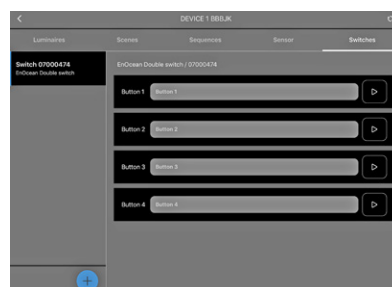 DEVICE 1 BBBJK
Luminaires Scenes Sequences Sensor Switches
Switch 07000474
EnOcean Double switch
EnOcean Double switch / 07000474
Button 1 Button 1
Button 2 Button 2
Button 3 Button 3
Button 4 Button 4